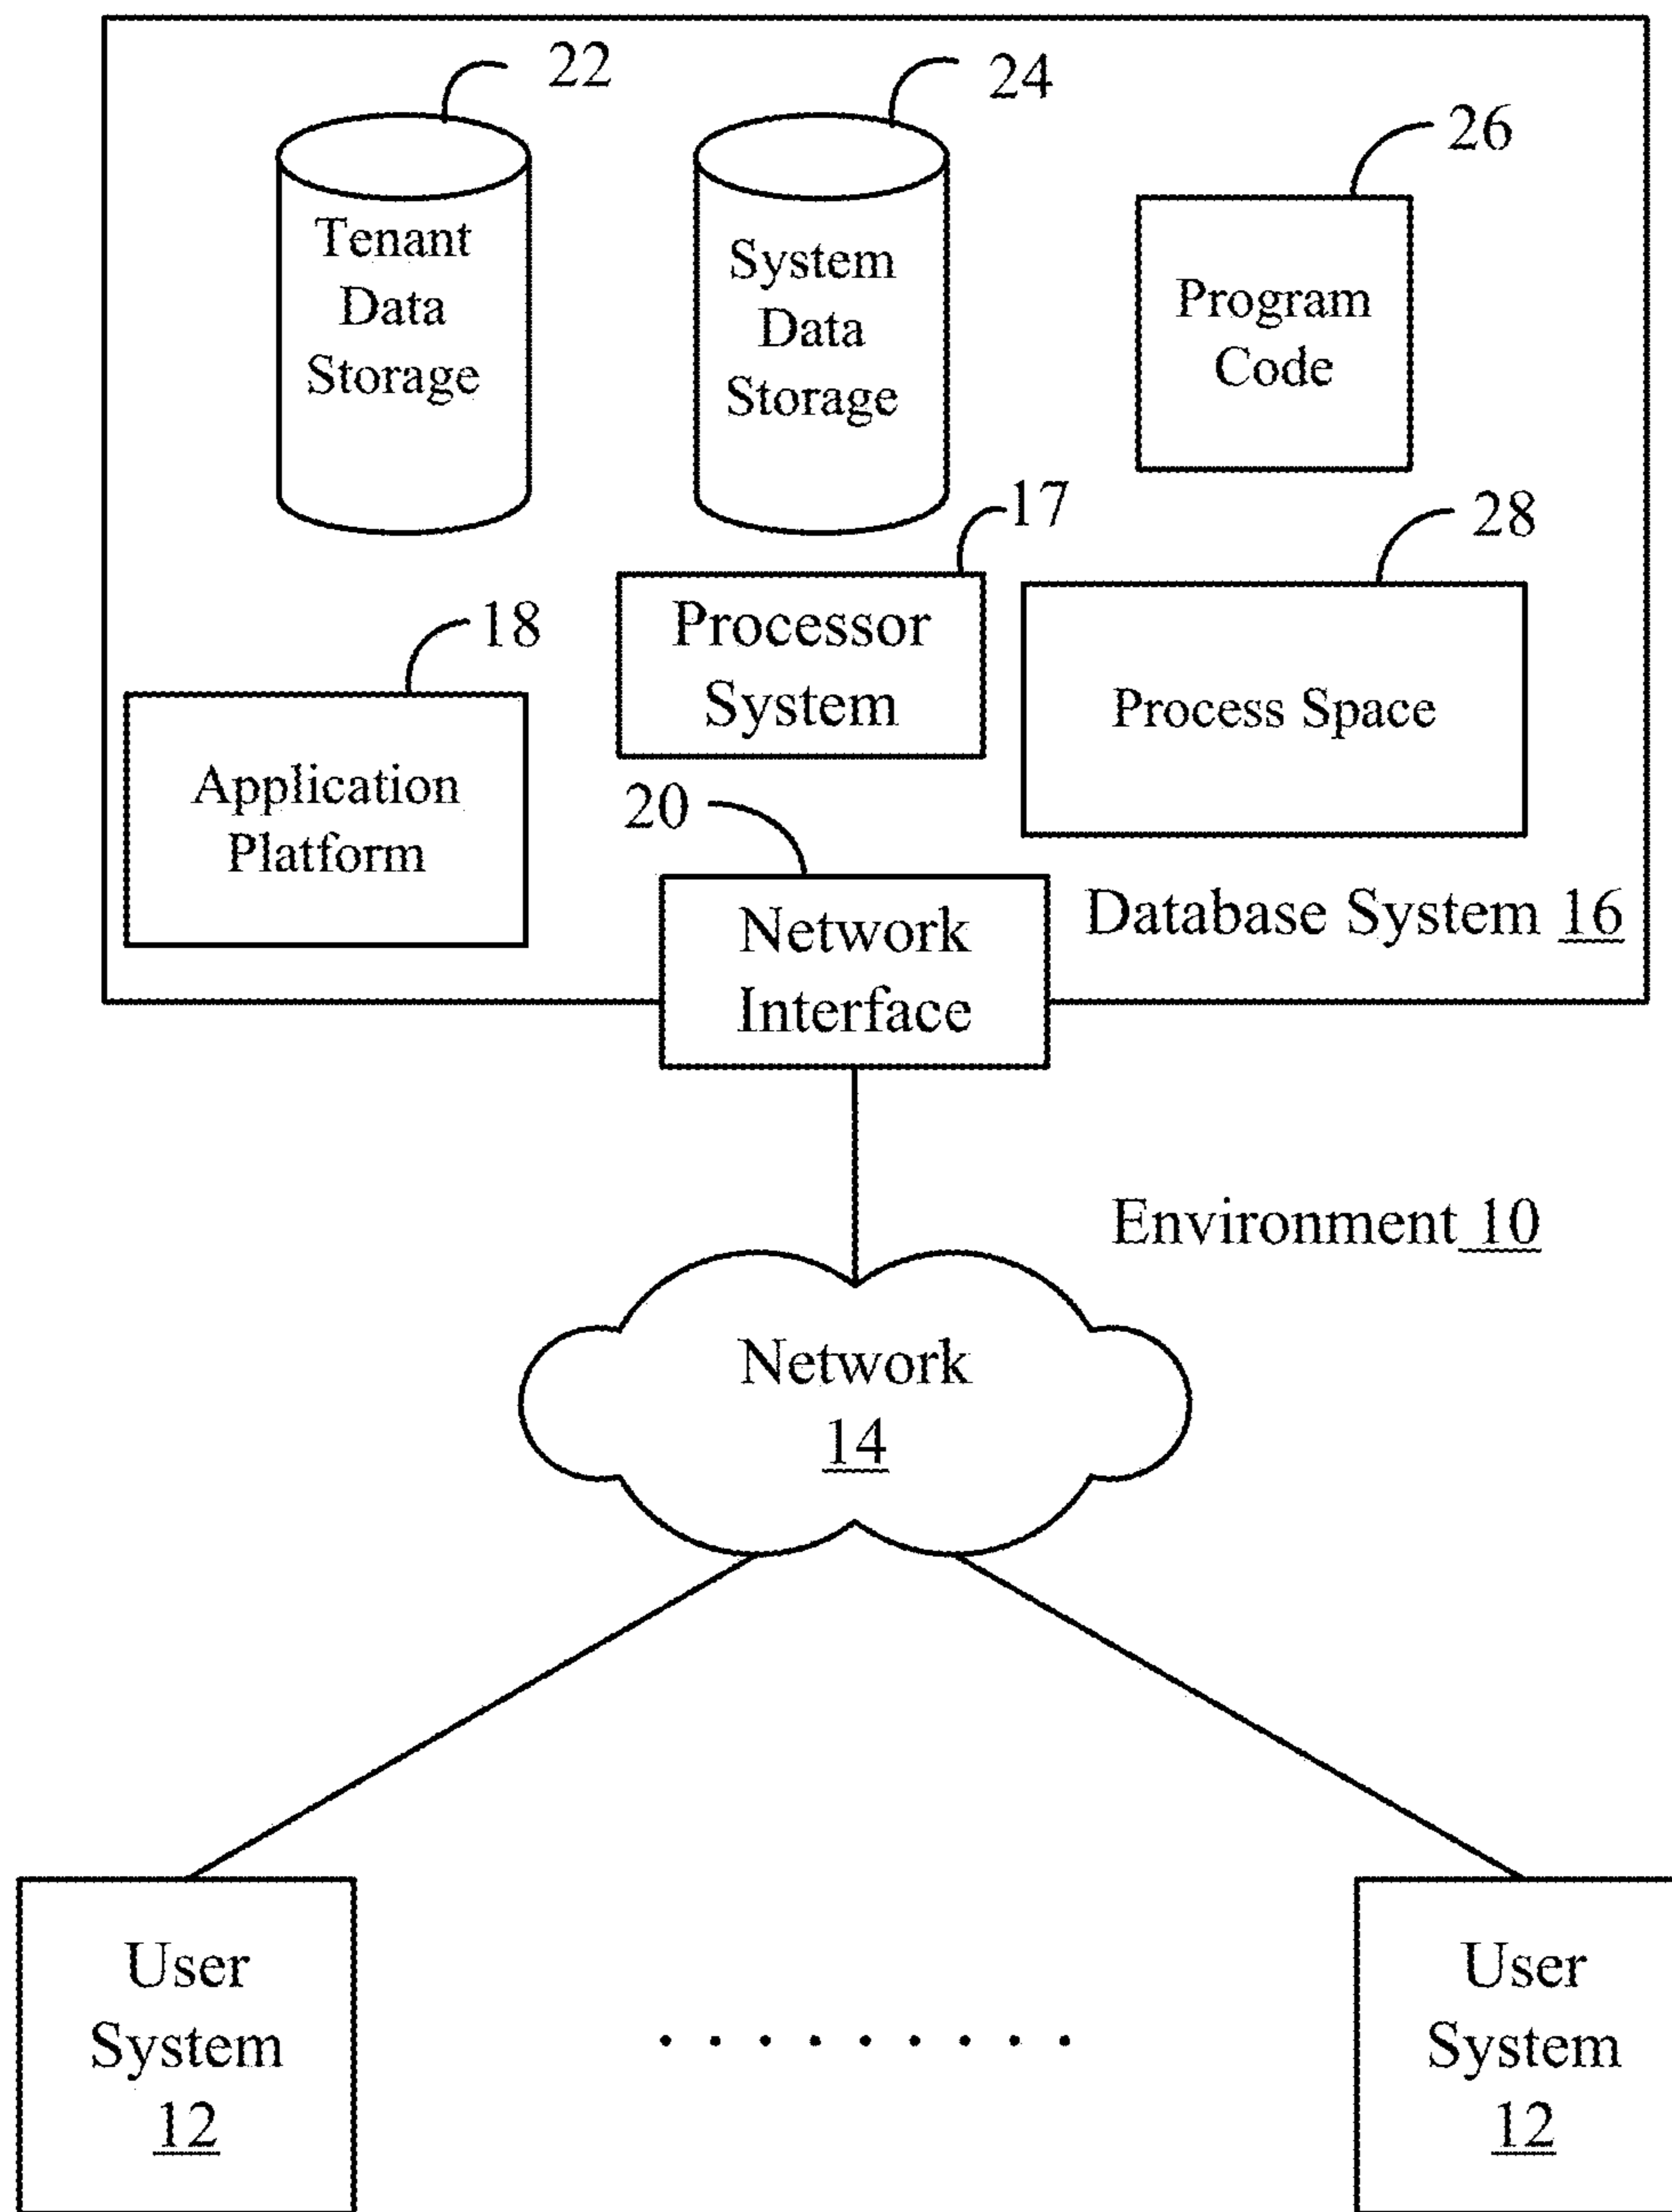 22
24
26
Tenant
Data
Storage
System
Data
Storage
Program
Code
17
28
18
Processor
System
Process Space
Application
Platform
20
Network
Interface
Database System 16
Environment 10
Network
14
User
System
12
User
System
12